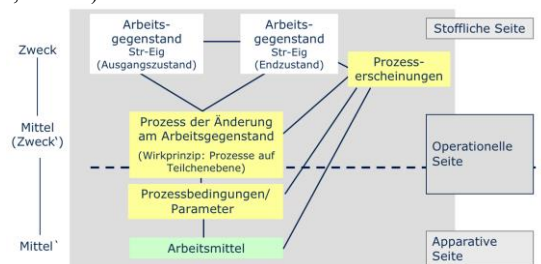 Zweck
Mittel
(Zweck')
Mittel`
Arbeits-
gegenstand
Str-Eig
(Ausgangszustand)
Arbeits-
gegenstand
Str-Eig
(Endzustand)
Prozess-
erscheinungen
Prozess der Änderung
am Arbeitsgegenstand
(Wirkprinzip: Prozesse auf
Teilchenebene)
Prozessbedingungen/
Parameter
Arbeitsmittel
Stoffliche Seite
Operationelle
Seite
Apparative
Seite